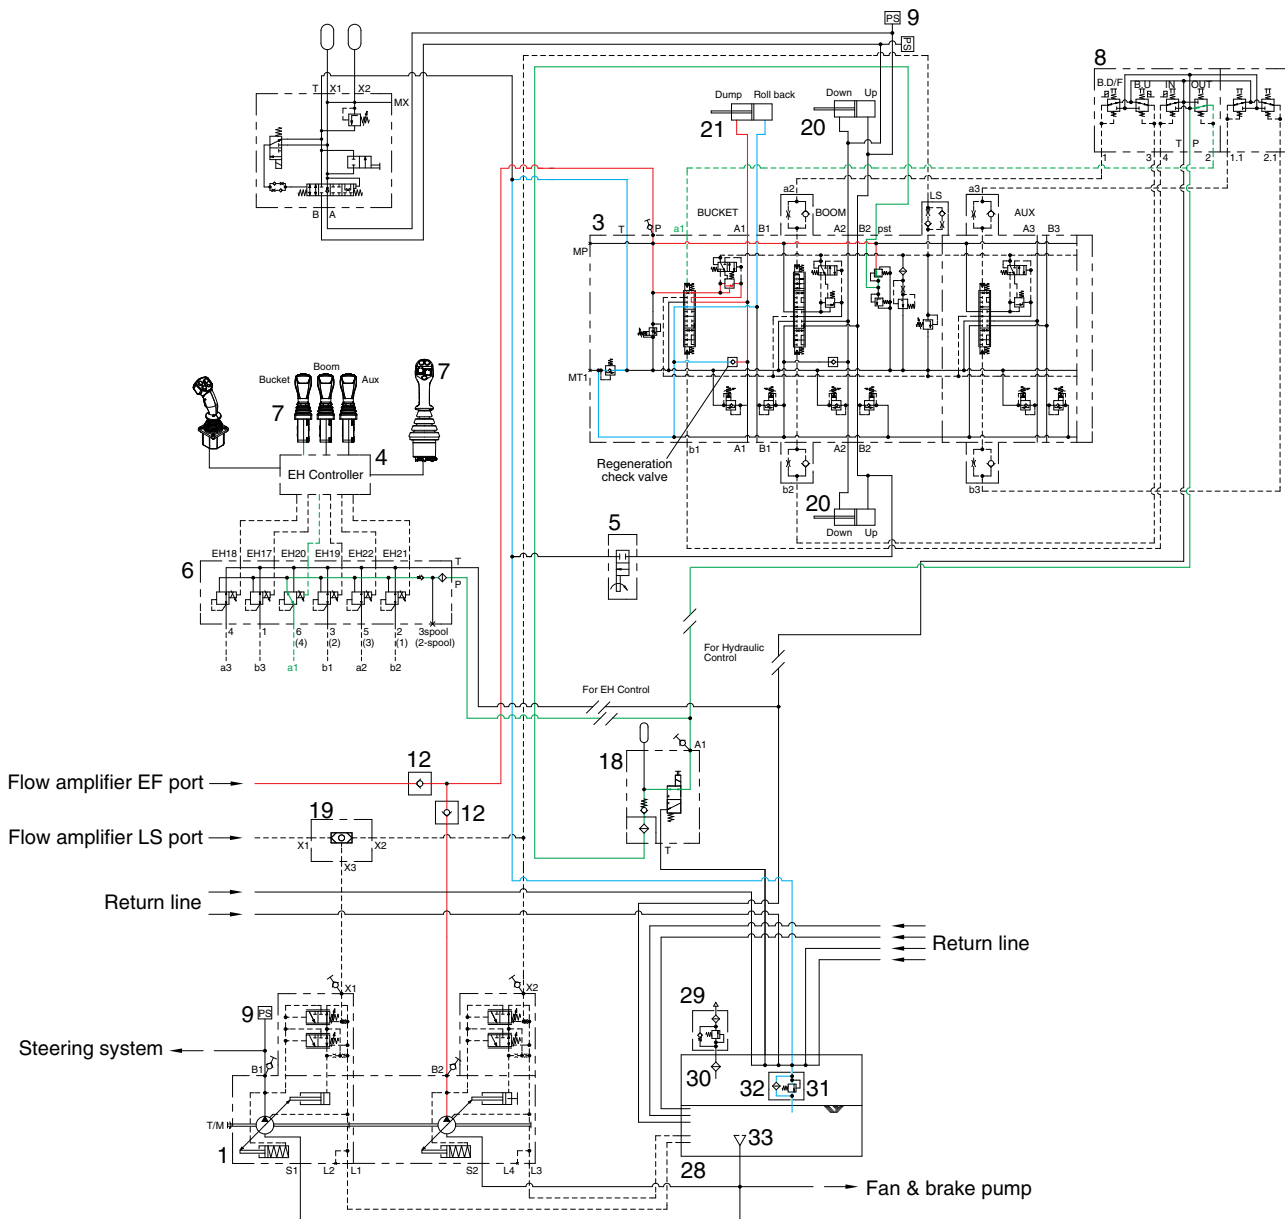 PS 9
PS
8
T X1 X2
MX
B A
Dump Roll back
21
Down Up
20
B.D/F B.U IN OUT
T P
1 3 4 2 1.1 2.1
a2 LS a3
3
BUCKET BOOM AUX
T P a1 A1 B1 A2 B2 pst A3 B3
MP
MT1
b1 A1 B1 A2 B2
b2 b3
Regeneration
check valve
20
Down Up
5
Boom
Bucket Aux
7
7
4
EH Controller
EH18 EH17 EH20 EH19 EH22 EH21
T
P
6
4 1 6 3 5 2 3spool
(4) (2) (3) (1) (2-spool)
a3 b3 a1 b1 a2 b2
For Hydraulic
Control
For EH Control
18
A1
T
12
Flow amplifier EF port
12
19
Flow amplifier LS port
X1 X2
X3
Return line
Return line
X1 X2
9 PS
29
Steering system
B1 B2
30
32 31
T/M
1
33
S1 L2 L1 S2 L4 L3
28
Fan & brake pump